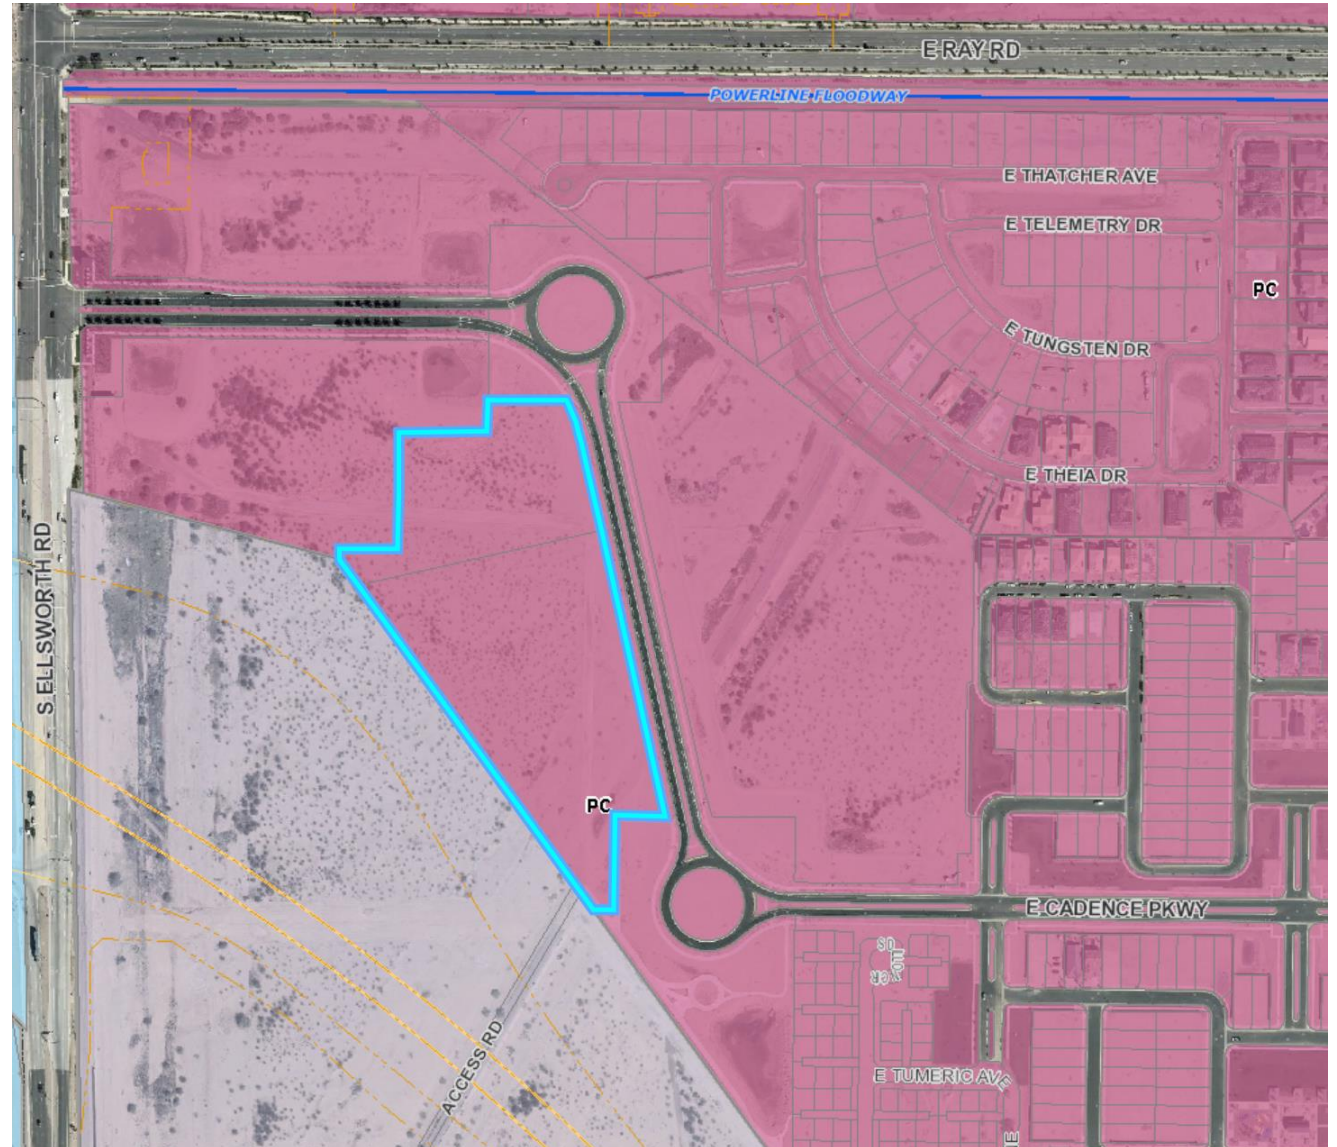 E RAY RD
POWERLINE FLOODWAY
E THATCHER AVE
E TELEMETRY DR
PC
E TUNGSTEN DR
E THEIA DR
S ELLSWORTH RD
PC
E CADENCE PKWY
ACCESS RD
E TUMERIC AVE